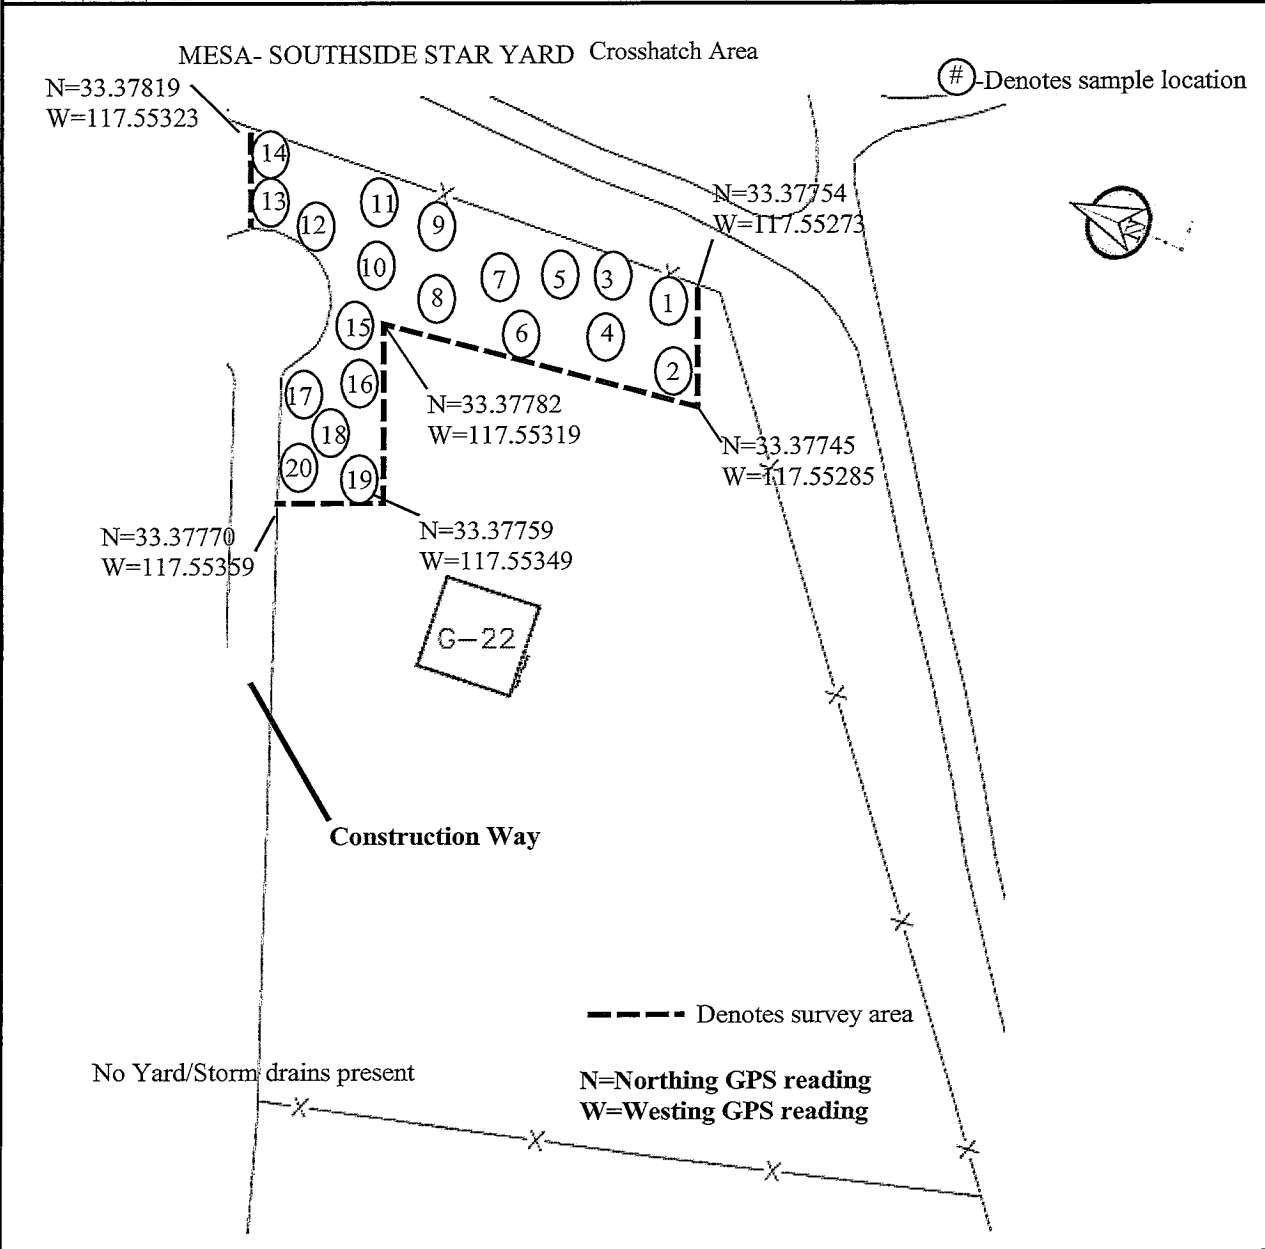 MESA- SOUTHSIDE STAR YARD Crosshatch Area
#-Denotes sample location
N=33.37819
W=117.55323
14
13
12
11
10
9
8
7
6
5
4
3
2
1
N=33.37754
W=117.55273
N
15
16
17
18
19
20
N=33.37782
W=117.55319
N=33.37745
W=117.55285
N=33.37770
W=117.55359
N=33.37759
W=117.55349
G-22
Construction Way
Denotes survey area
No Yard/Storm drains present
N=Northing GPS reading
W=Westing GPS reading